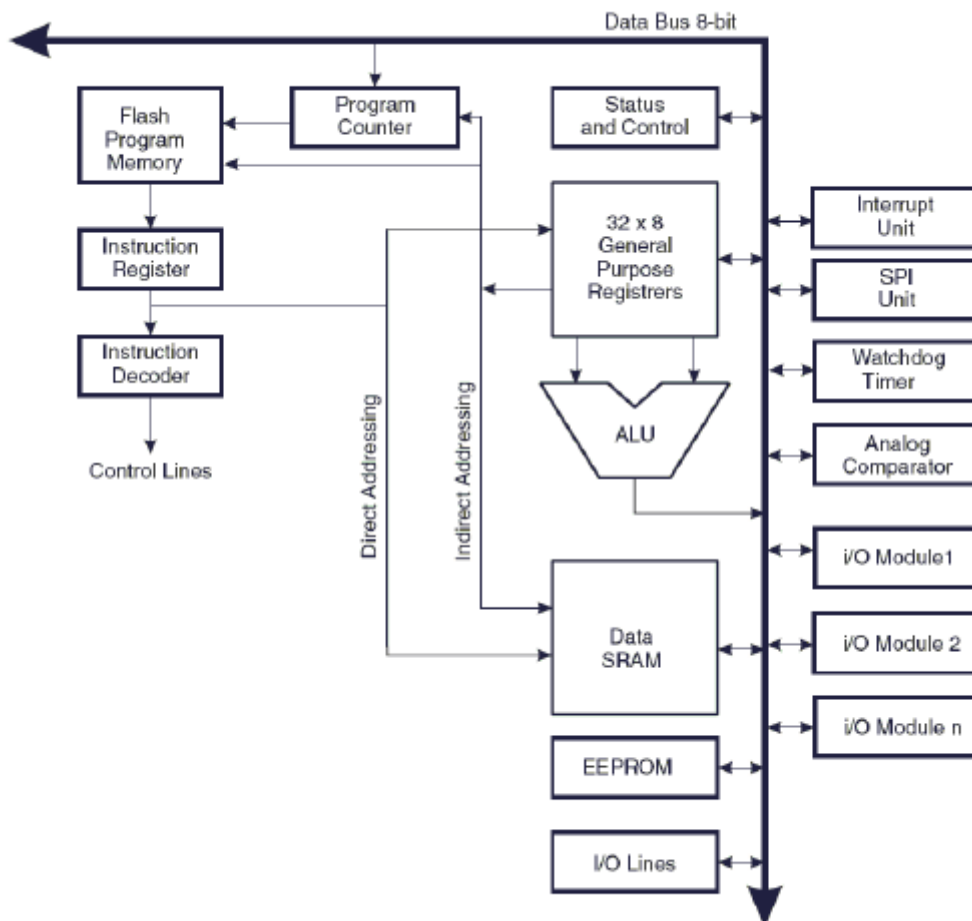 Data Bus 8-bit
Flash
Program
Memory
Program
Counter
Status
and Control
32 x 8
General
Purpose
Registrers
Interrupt
Unit
Instruction
Register
SPI
Unit
Instruction
Decoder
Watchdog
Timer
ALU
Analog
Comparator
Control Lines
Direct Addressing
Indirect Addressing
i/O Module1
Data
SRAM
i/O Module 2
i/O Module n
EEPROM
I/O Lines